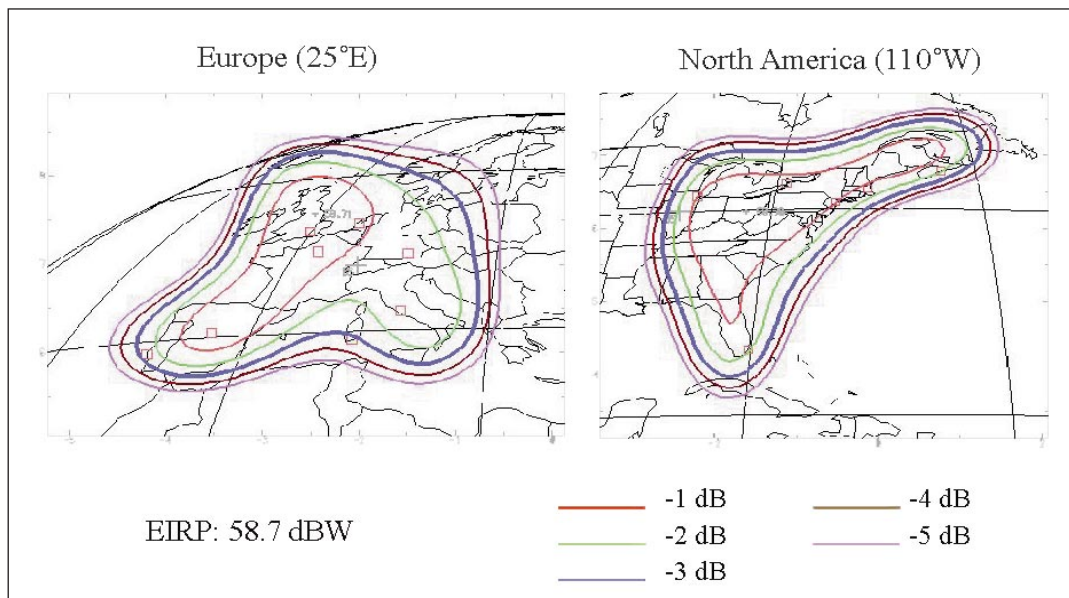 Europe (25°E)
North America (110°W)
EIRP: 58.7 dBW
-1 dB
-2 dB
-3 dB
-4 dB
-5 dB